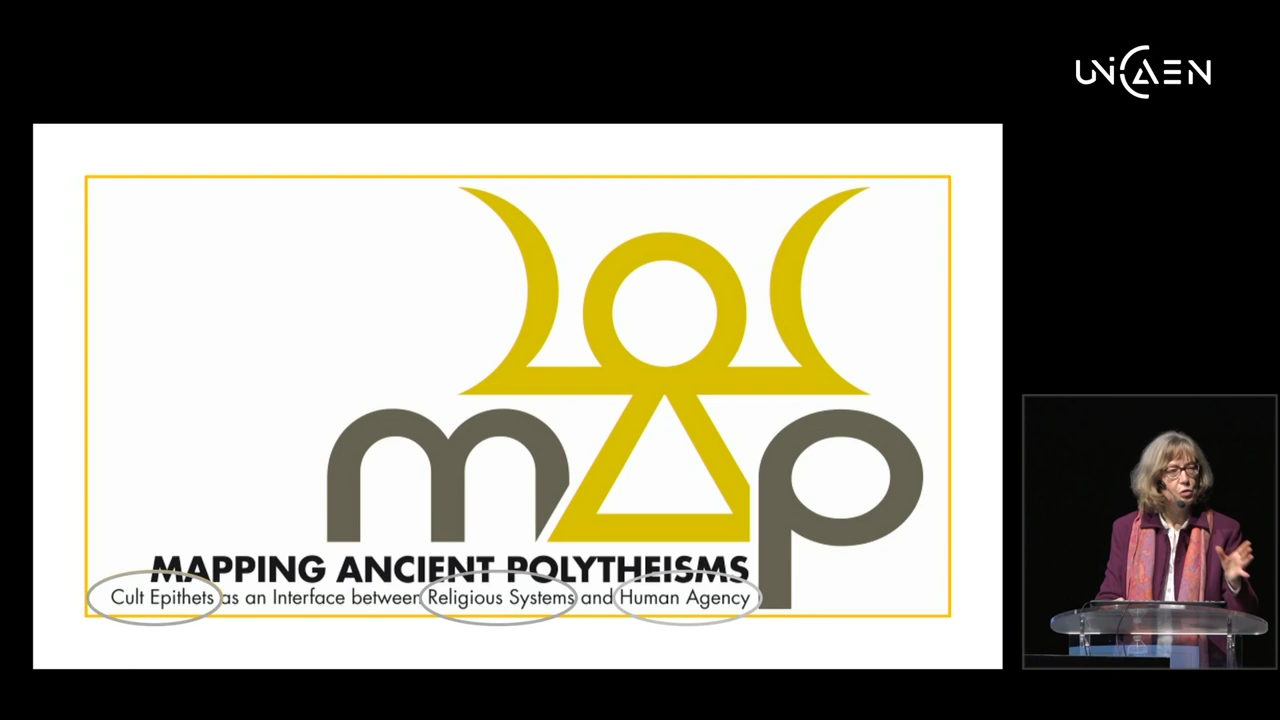 UNICAEN
map
MAPPING ANCIENT POLYTHEISMS
Cult Epithets as an Interface between Religious Systems and Human Agency